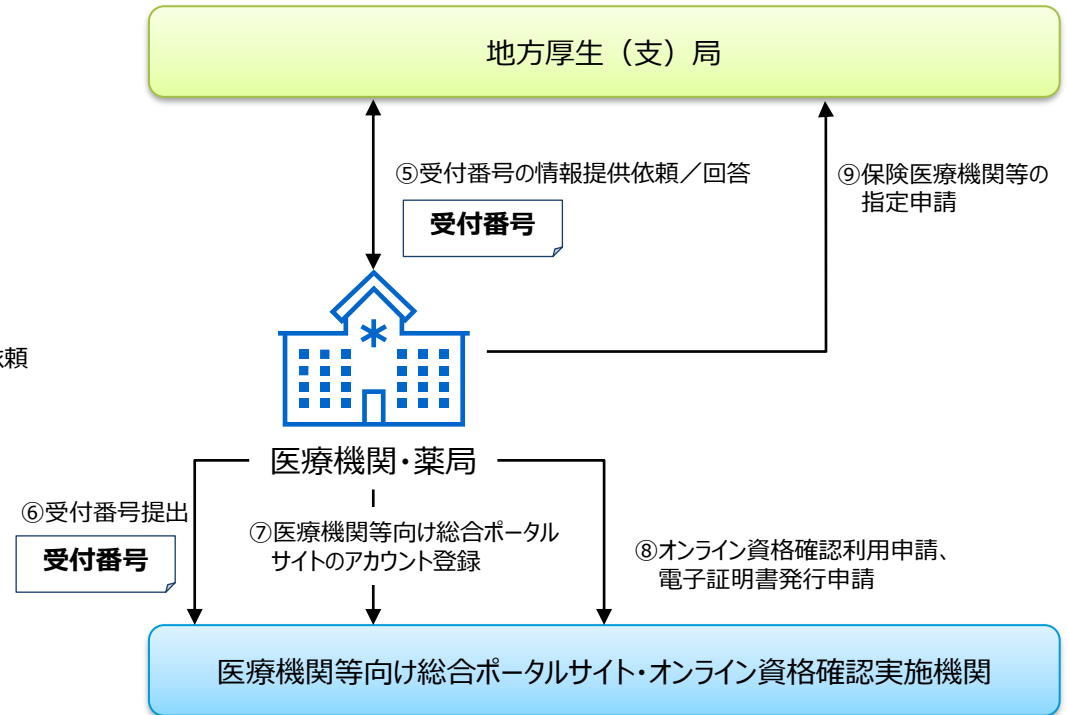 地方厚生（支）局
⑤受付番号の情報提供依頼／回答
受付番号
⑨保険医療機関等の
指定申請
頼
医療機関・薬局
⑥受付番号提出
受付番号
⑦医療機関等向け総合ポータル
サイトのアカウント登録
⑧オンライン資格確認利用申請、
電子証明書発行申請
医療機関等向け総合ポータルサイト・オンライン資格確認実施機関